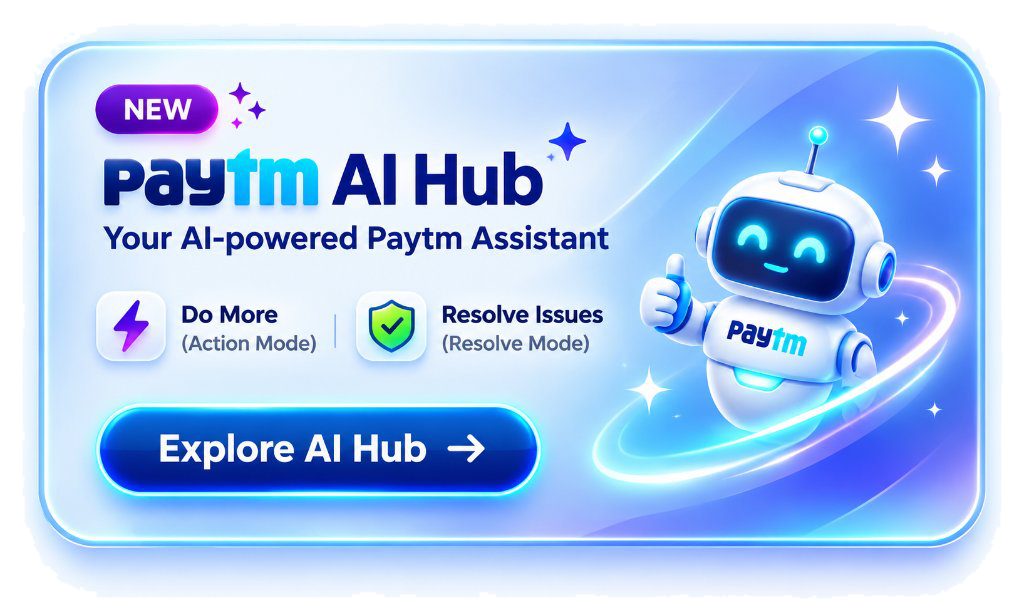 NEW
paytm AI Hub
Your AI-powered Paytm Assistant
Do More
(Action Mode)
Resolve Issues
(Resolve Mode)
Explore AI Hub →
paytm